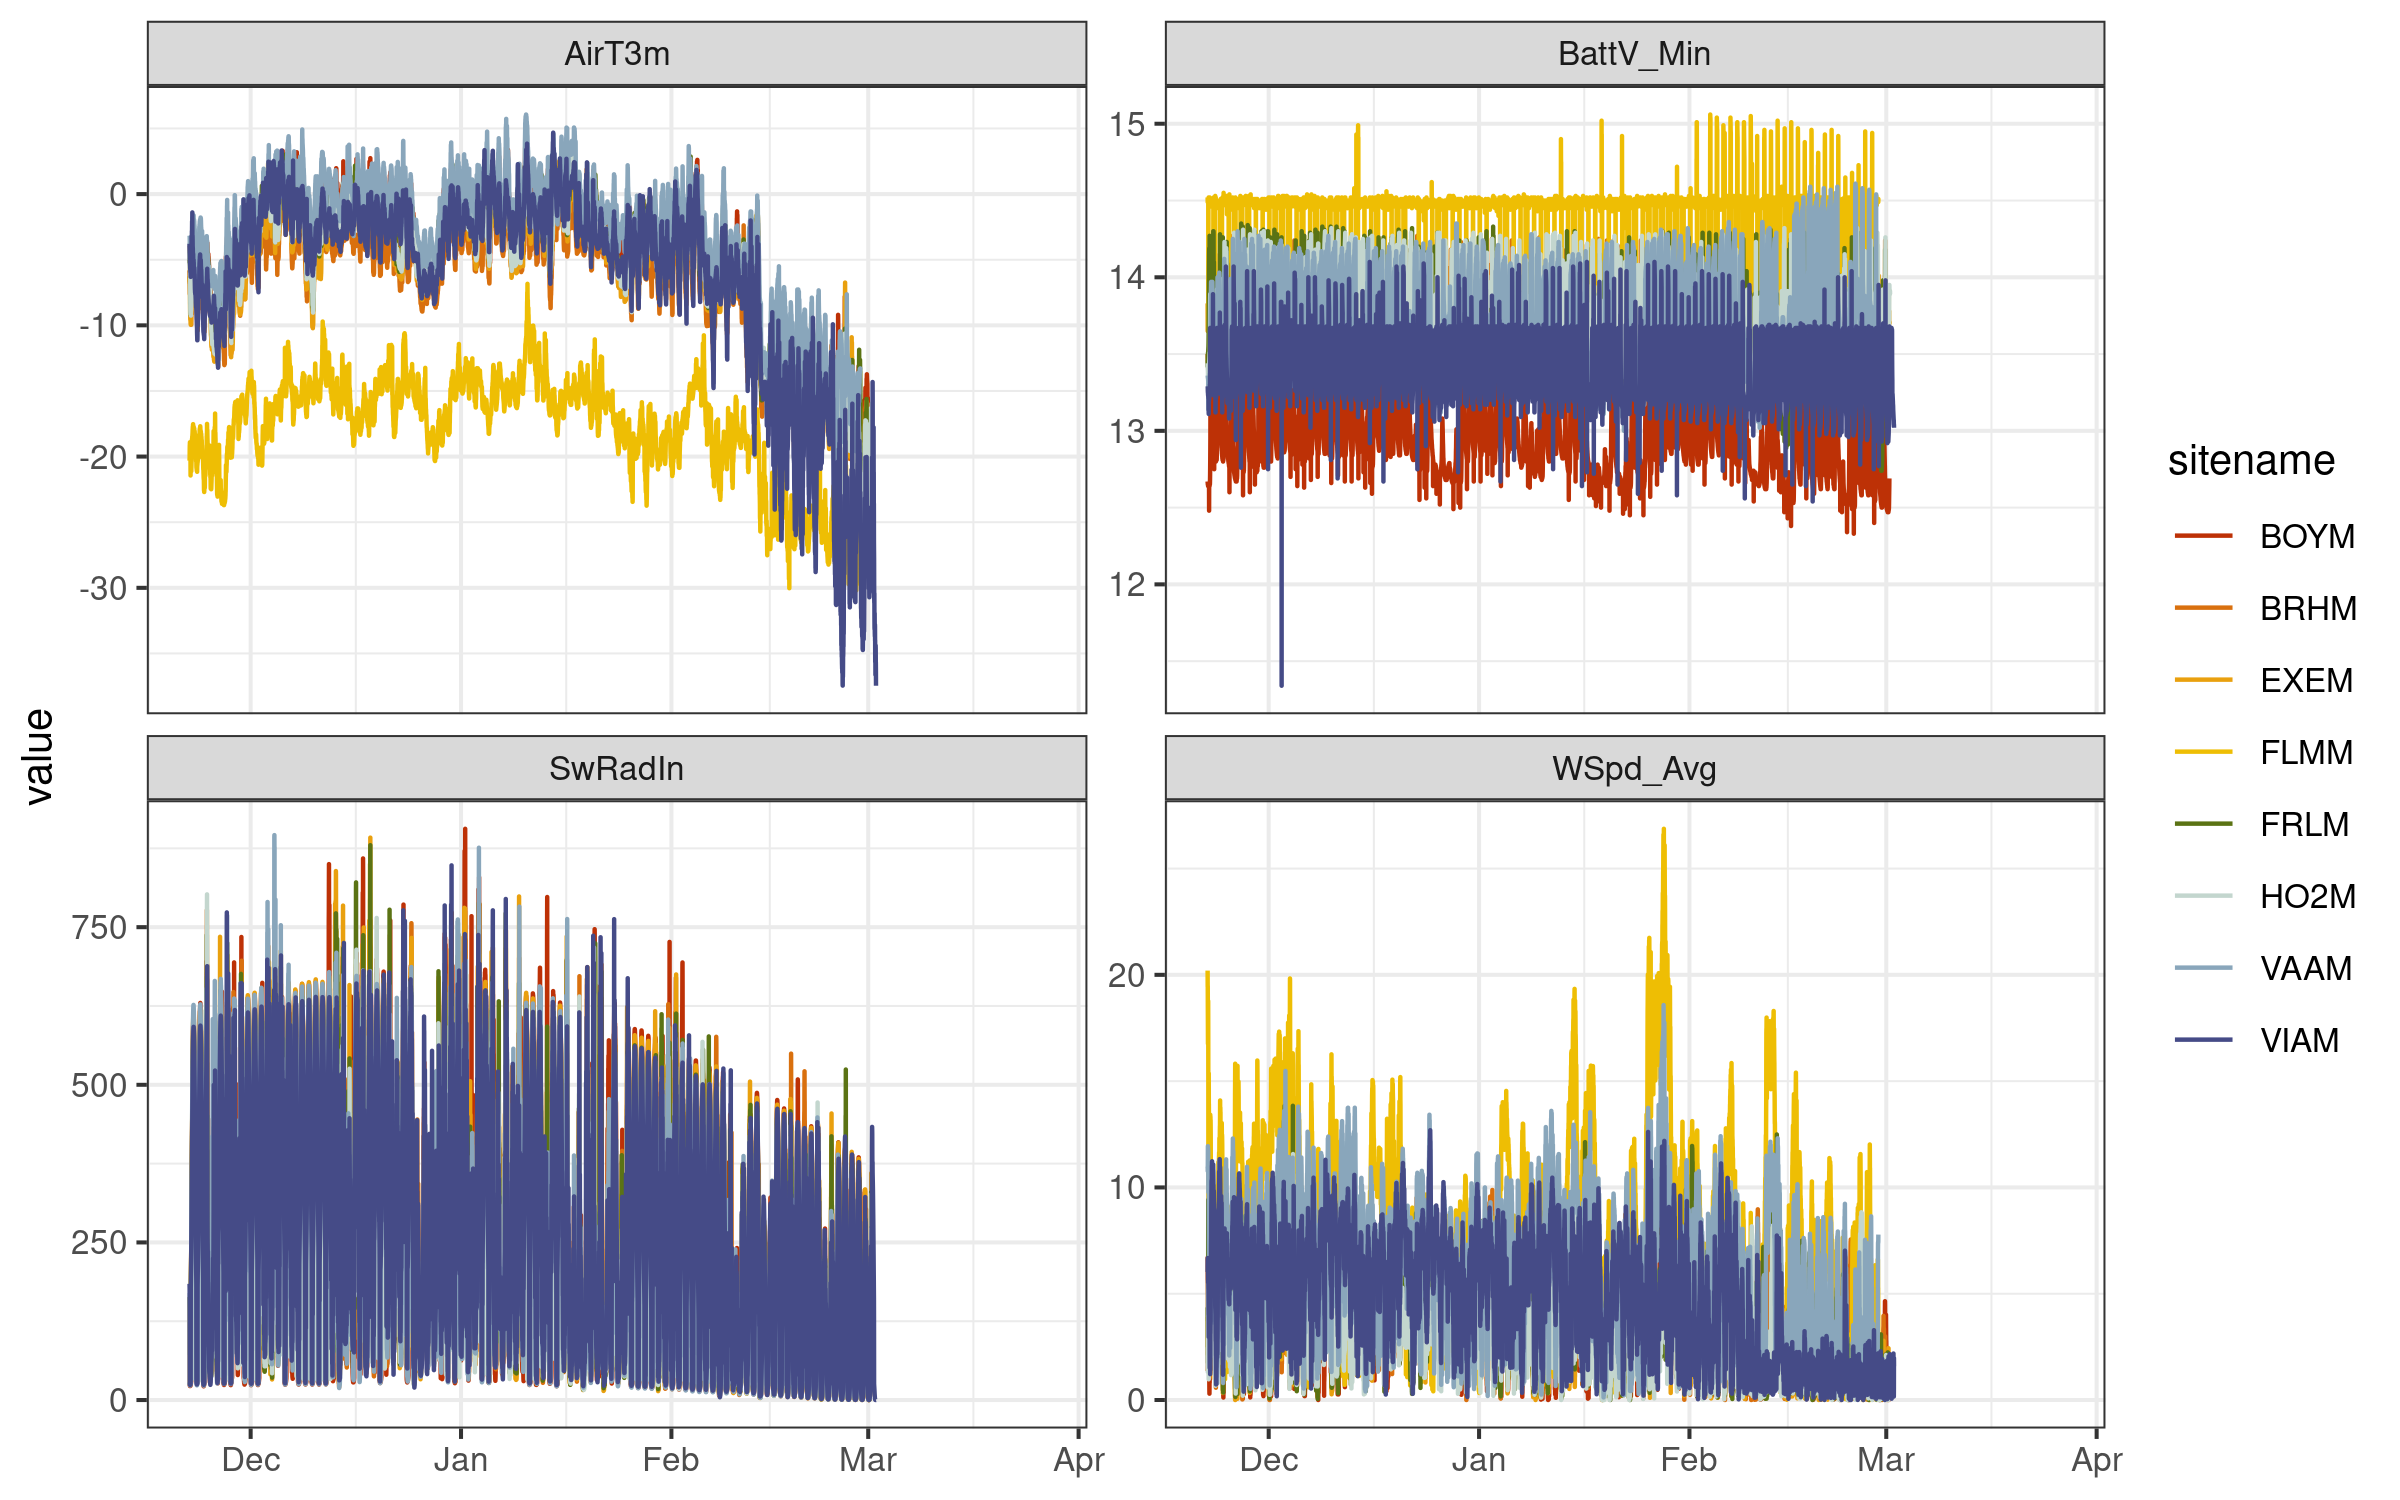 AirT3m
BattV_Min
0
-10
-20
-30
15
14
13
12
value
SwRadIn
WSpd_Avg
750
500
250
0
20
10
0
Dec Jan Feb Mar Apr
Dec Jan Feb Mar Apr
sitename
BOYM
BRHM
EXEM
FLMM
FRLM
HO2M
VAAM
VIAM